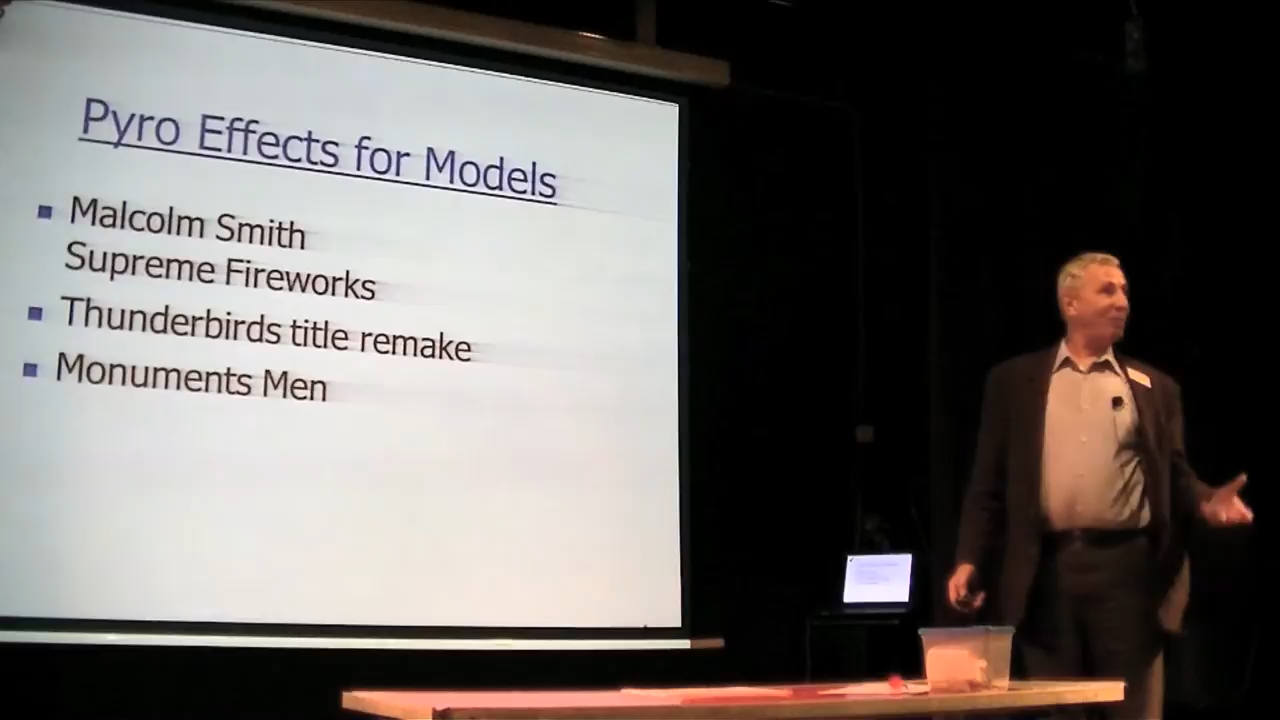 Pyro Effects for Models
Malcolm Smith
Supreme Fireworks
Thunderbirds title remake
Monuments Men